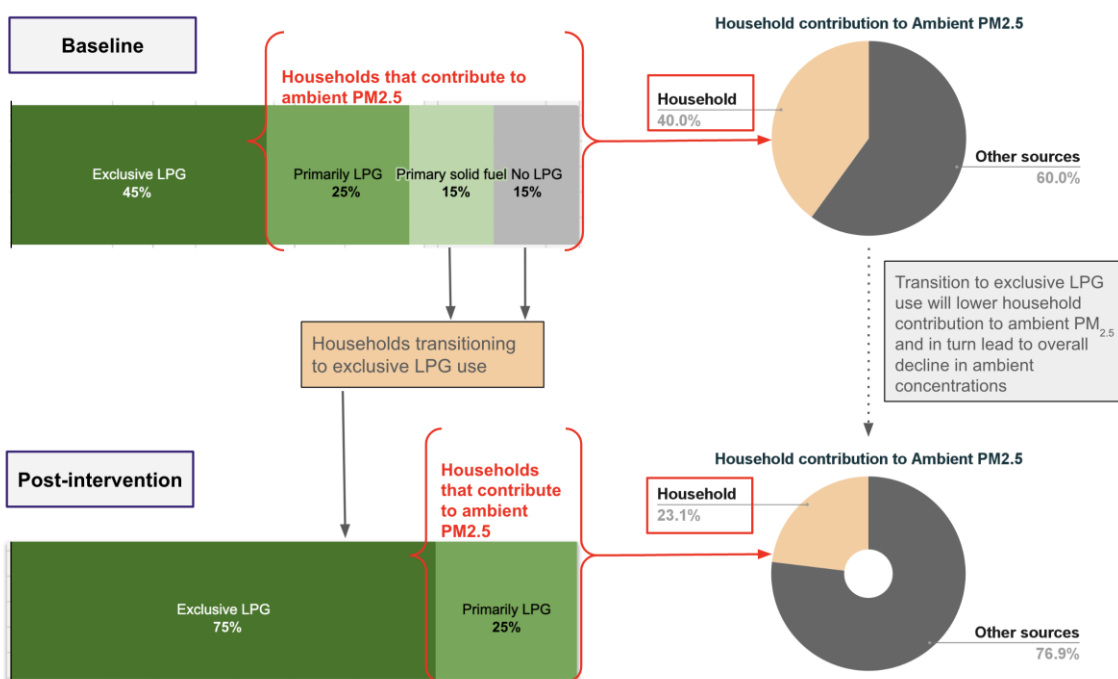 Baseline
Households that contribute to
ambient PM2.5
Exclusive LPG
45%
Primarily LPG
25%
Primary solid fuel
15%
No LPG
15%
Household contribution to Ambient PM2.5
Household
40.0%
Other sources
60.0%
Households transitioning
to exclusive LPG use
Transition to exclusive LPG
use will lower household
contribution to ambient PM2.5
and in turn lead to overall
decline in ambient
concentrations
Post-intervention
Households
that contribute
to ambient
PM2.5
Exclusive LPG
75%
Primarily LPG
25%
Household contribution to Ambient PM2.5
Household
23.1%
Other sources
76.9%